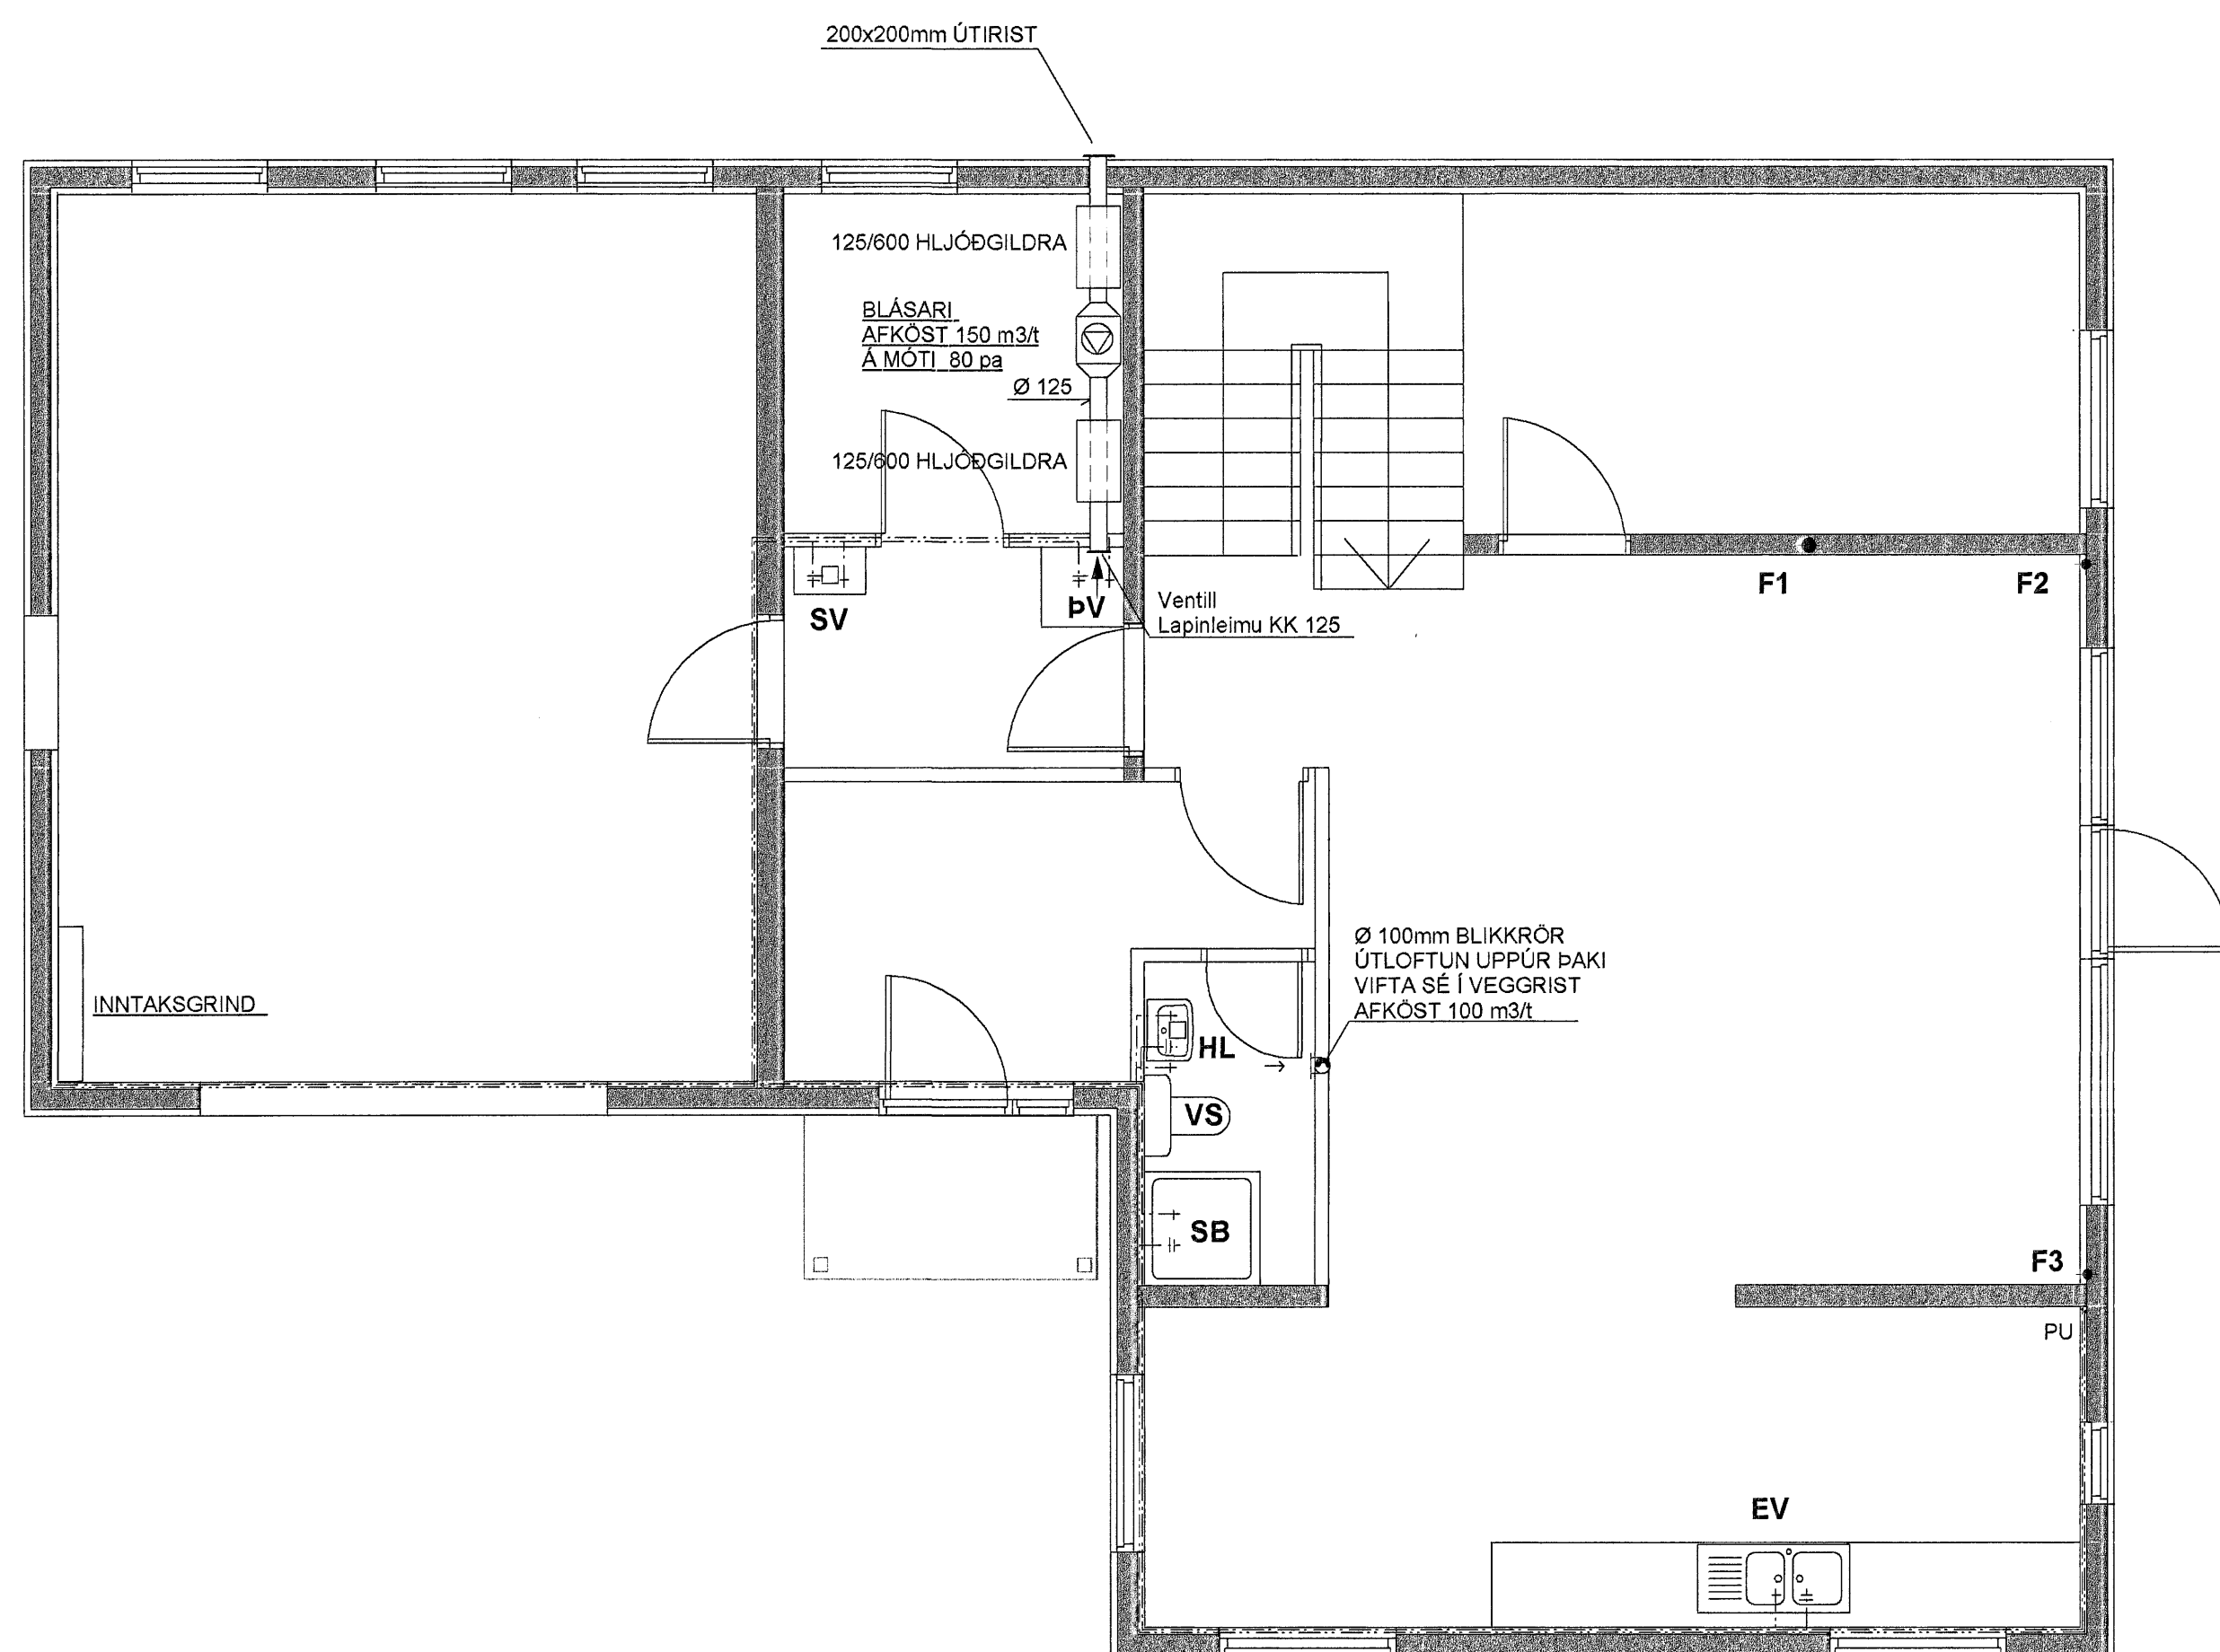 200x200mm ÚTIRIST
125/600 HLJÓÐGILDRA
BLÁSARI
AFKÖST 150 m3/t
Á MÓTI 80 pa
Ø 125
125/600 HLJÓÐGILDRA
SV
ÞV
Ventill
Lapinleimu KK 125
F1
F2
Ø 100mm BLIKKRÖR
ÚTLOFTUN UPPÚR ÞAKI
VIFTA SÉ Í VEGGRIST
AFKÖST 100 m3/t
INNTAKSGRIND
HL
VS
SB
F3
PU
EV